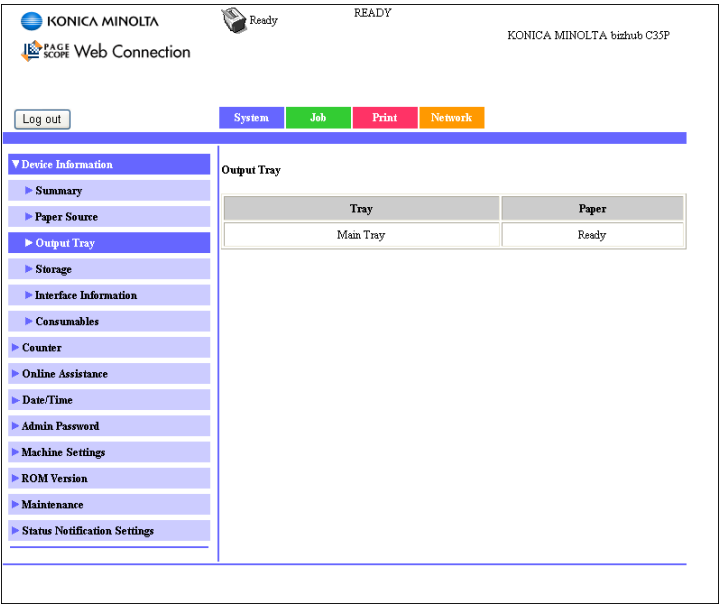 KONICA MINOLTA
Ready
READY
KONICA MINOLTA bizhub C35P
PAGE SCOPE Web Connection
Log out
System Job Print Network
Device Information
Summary
Paper Source
Output Tray
Storage
Interface Information
Consumables
Counter
Online Assistance
Date/Time
Admin Password
Machine Settings
ROM Version
Maintenance
Status Notification Settings
Output Tray
Tray Paper
Main Tray Ready